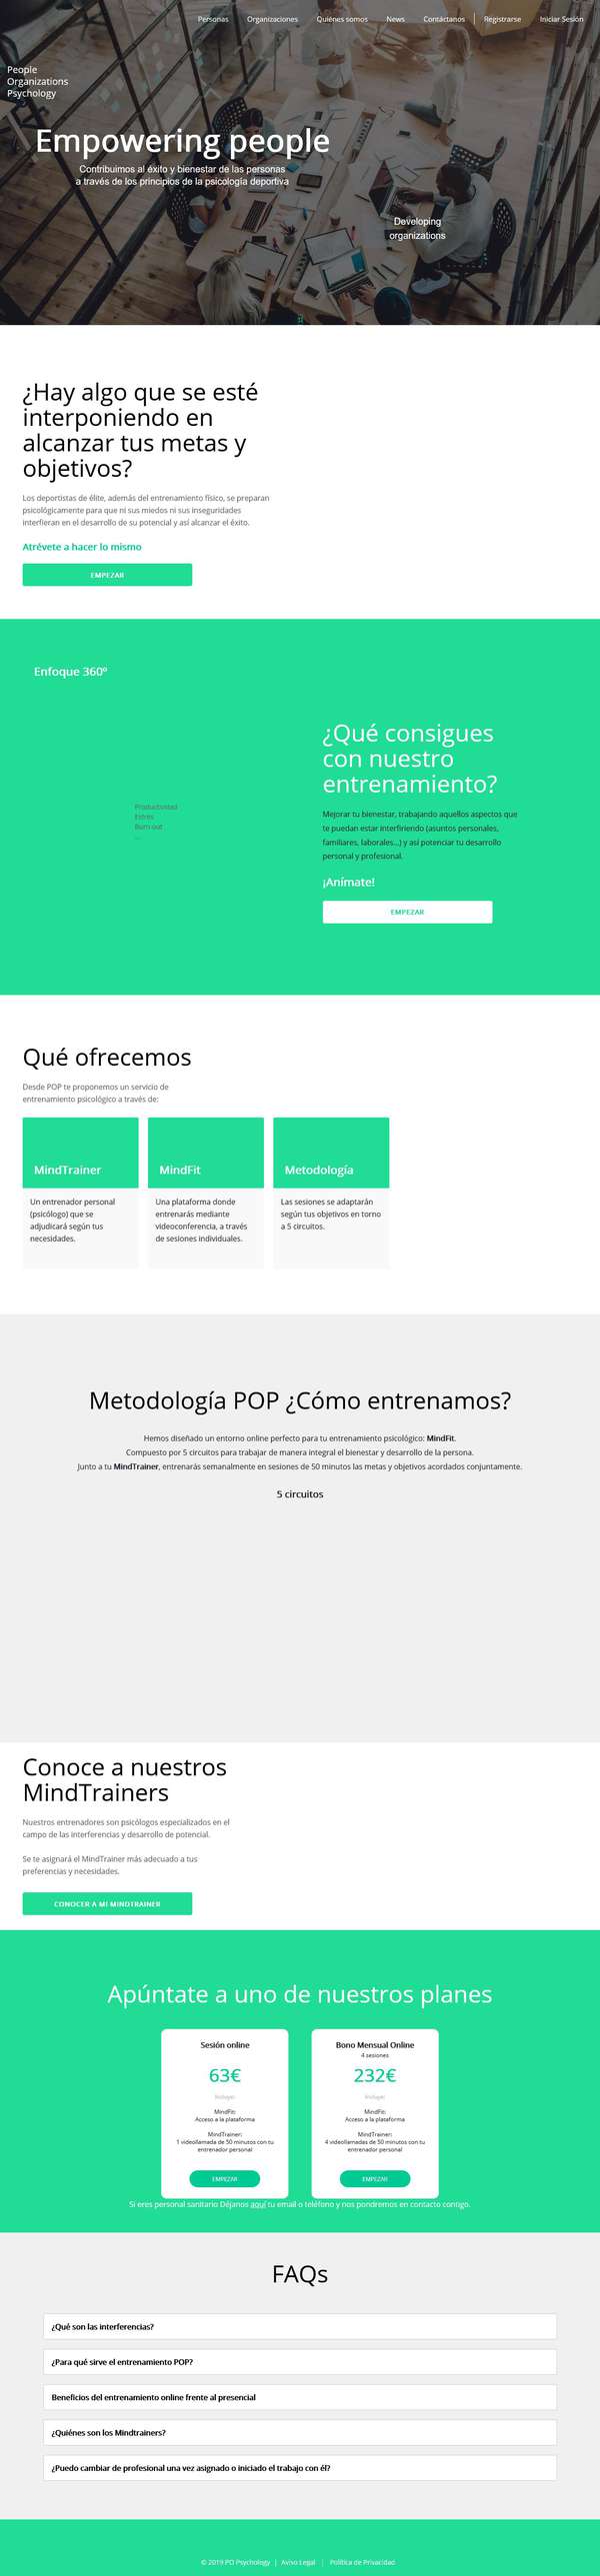 Personas
Organizaciones
Quiénes somos
News
Contáctanos
Registrarse
Iniciar Sesión
People
Organizations
Psychology
Empowering people
Contribuimos al éxito y bienestar de las personas
a través de los principios de la psicología deportiva
Developing
organizations
¿Hay algo que se esté
interponiendo en
alcanzar tus metas y
objetivos?
Los deportistas de élite, además del entrenamiento físico, se preparan
psicológicamente para que ni sus miedos ni sus inseguridades
interfieran en el desarrollo de su potencial y así alcanzar el éxito.
Atrévete a hacer lo mismo
EMPEZAR
Enfoque 360º
Productividad
Estrés
Burn out
...
¿Qué consigues
con nuestro
entrenamiento?
Mejorar tu bienestar, trabajando aquellos aspectos que
te puedan estar interfiriendo (asuntos personales,
familiares, laborales...) y así potenciar tu desarrollo
personal y profesional.
¡Anímate!
EMPEZAR
Qué ofrecemos
Desde POP te proponemos un servicio de
entrenamiento psicológico a través de:
MindTrainer
Un entrenador personal
(psicólogo) que se
adjudicará según tus
necesidades.
MindFit
Una plataforma donde
entrenarás mediante
videoconferencia, a través
de sesiones individuales.
Metodología
Las sesiones se adaptarán
según tus objetivos en torno
a 5 circuitos.
Metodología POP ¿Cómo entrenamos?
Hemos diseñado un entorno online perfecto para tu entrenamiento psicológico: MindFit.
Compuesto por 5 circuitos para trabajar de manera integral el bienestar y desarrollo de la persona.
Junto a tu MindTrainer, entrenarás semanalmente en sesiones de 50 minutos las metas y objetivos acordados conjuntamente.
5 circuitos
Conoce a nuestros
MindTrainers
Nuestros entrenadores son psicólogos especializados en el
campo de las interferencias y desarrollo de potencial.
Se te asignará el MindTrainer más adecuado a tus
preferencias y necesidades.
CONOCER A MI MINDTRAINER
Apúntate a uno de nuestros planes
Sesión online
63€
Incluye:
MindFit:
Acceso a la plataforma
MindTrainer:
1 videollamada de 50 minutos con tu
entrenador personal
EMPEZAR
Bono Mensual Online
4 sesiones
232€
Incluye:
MindFit:
Acceso a la plataforma
MindTrainer:
4 videollamadas de 50 minutos con tu
entrenador personal
EMPEZAR
Si eres personal sanitario Déjanos aquí tu email o teléfono y nos pondremos en contacto contigo.
FAQs
¿Qué son las interferencias?
¿Para qué sirve el entrenamiento POP?
Beneficios del entrenamiento online frente al presencial
¿Quiénes son los Mindtrainers?
¿Puedo cambiar de profesional una vez asignado o iniciado el trabajo con él?
© 2019 PO Psychology | Aviso Legal | Política de Privacidad